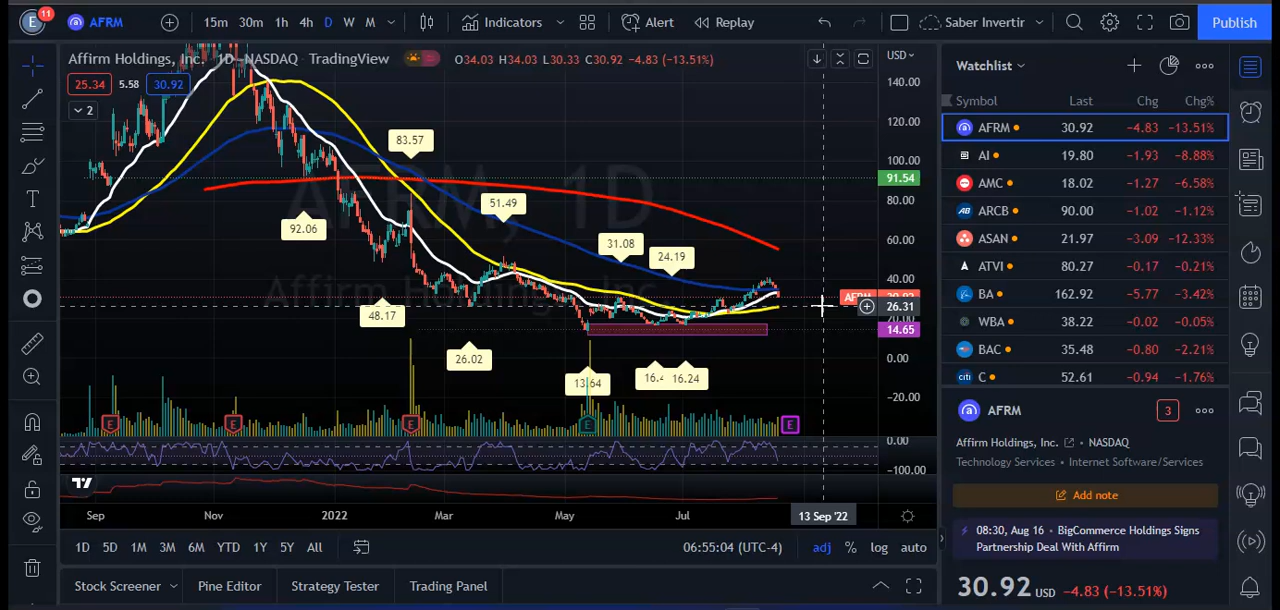 E 11 AFRM 15m 30m 1h 4h D W M Indicators Alert Replay Saber Invertir Publish
Affirm Holdings, Inc. 1D NASDAQ TradingView O34.03 H34.03 L30.33 C30.92 -4.83 (-13.51%) USD
25.34 5.58 30.92
2
140.00
120.00
100.00
91.54
80.00
60.00
40.00
26.31
20.00
14.65
0.00
-20.00
0.00
-100.00
AFRM, 1D
Affirm Holdings, Inc
83.57
92.06
51.49
31.08
24.19
48.17
26.02
13.64
16.4
16.24
E E E E E
Sep Nov 2022 Mar May Jul 13 Sep '22
1D 5D 1M 3M 6M YTD 1Y 5Y All 06:55:04 (UTC-4) adj % log auto
Stock Screener Pine Editor Strategy Tester Trading Panel
Watchlist
Symbol Last Chg Chg%
AFRM 30.92 -4.83 -13.51%
AI 19.80 -1.93 -8.88%
AMC 18.02 -1.27 -6.58%
ARCB 90.00 -1.02 -1.12%
ASAN 21.97 -3.09 -12.33%
ATVI 80.27 -0.17 -0.21%
BA 162.92 -5.77 -3.42%
WBA 38.22 -0.02 -0.05%
BAC 35.48 -0.80 -2.21%
citi C 52.61 -0.94 -1.76%
AFRM 3
Affirm Holdings, Inc. • NASDAQ
Technology Services • Internet Software/Services
Add note
08:30, Aug 16 • BigCommerce Holdings Signs
Partnership Deal With Affirm
30.92 USD -4.83 (-13.51%)